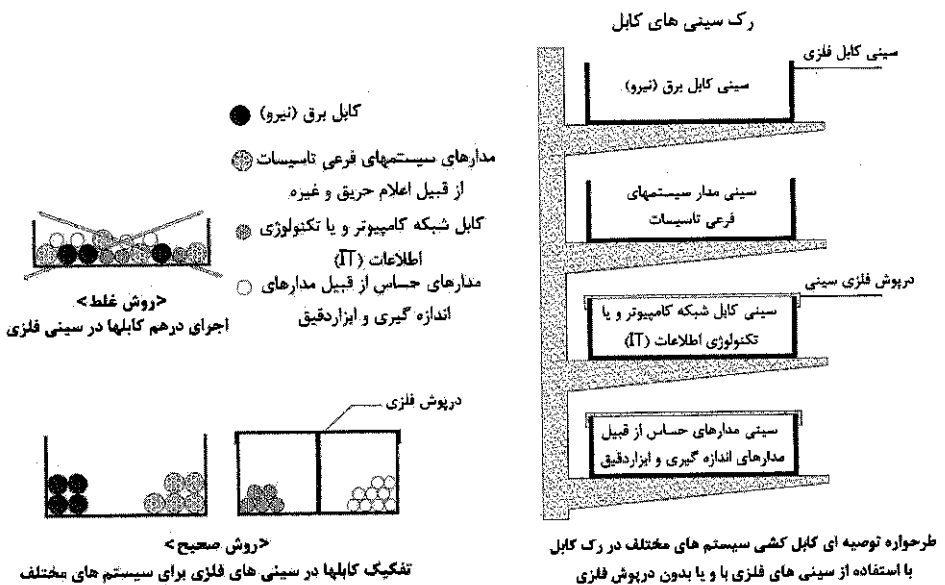 رک سینی های کابل
سینی کابل فلزی
سینی کابل برق (نیرو)
سینی مدار سیستمهای
فرعی تاسیسات
درپوش فلزی سینی
سینی کابل شبکه کامپیوتر و یا
تکنولوژی اطلاعات (IT)
سینی مدارهای حساس از قبیل
مدارهای اندازه گیری و ابزاردقیق
طرحواره توصیه ای کابل کشی سیستم های مختلف در رک کابل
با استفاده از سینی های فلزی با و یا بدون درپوش فلزی
کابل برق (نیرو)
مدارهای سیستمهای فرعی تاسیسات
از قبیل اعلام حریق و غیره
کابل شبکه کامپیوتر و یا تکنولوژی
اطلاعات (IT)
مدارهای حساس از قبیل مدارهای
اندازه گیری و ابزاردقیق
<روش غلط>
اجرای درهم کابلها در سینی فلزی
درپوش فلزی
<روش صحیح>
تفکیک کابلها در سینی های فلزی برای سیستم های مختلف